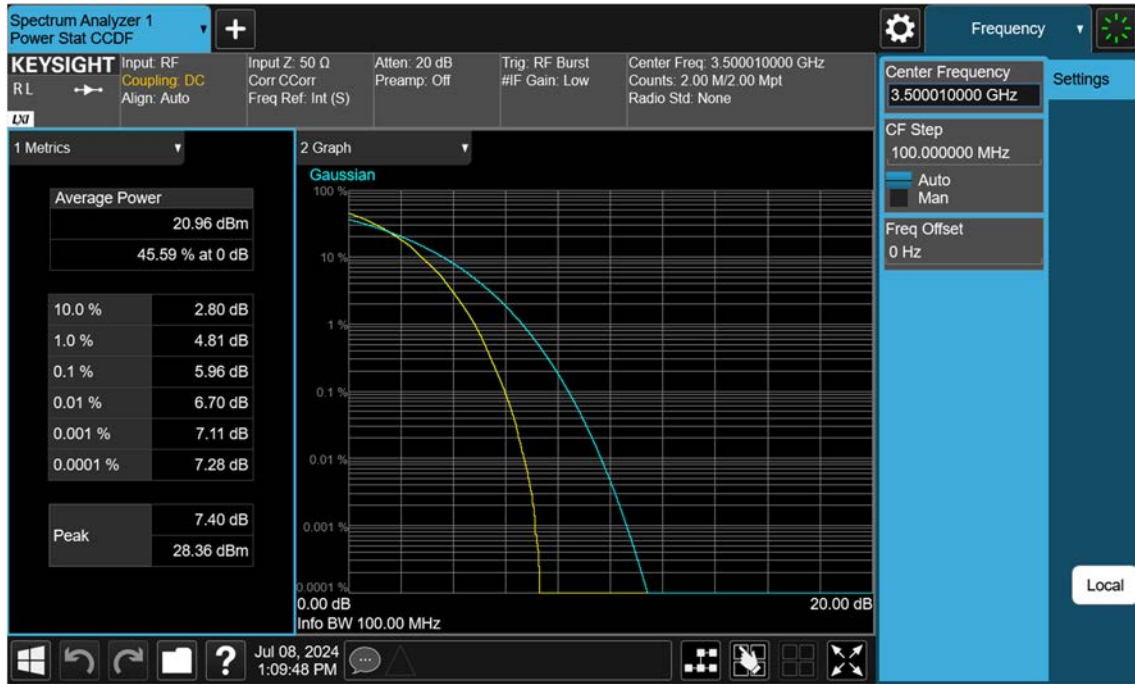 Spectrum Analyzer 1
Power Stat CCDF
Frequency
KEYSIGHT
RL
LXI
Input: RF
Coupling: DC
Align: Auto
Input Z: 50 Ω
Corr CCorr
Freq Ref: Int (S)
Atten: 20 dB
Preamp: Off
Trig: RF Burst
#IF Gain: Low
Center Freq: 3.500010000 GHz
Counts: 2.00 M/2.00 Mpt
Radio Std: None
Center Frequency
3.500010000 GHz
Settings
CF Step
100.000000 MHz
Auto
Man
Freq Offset
0 Hz
Local
1 Metrics
Average Power
20.96 dBm
45.59 % at 0 dB
10.0 % 2.80 dB
1.0 % 4.81 dB
0.1 % 5.96 dB
0.01 % 6.70 dB
0.001 % 7.11 dB
0.0001 % 7.28 dB
Peak
7.40 dB
28.36 dBm
2 Graph
Gaussian
100 %
10 %
1 %
0.1 %
0.01 %
0.001 %
0.0001 %
0.00 dB 20.00 dB
Info BW 100.00 MHz
?
Jul 08, 2024
1:09:48 PM